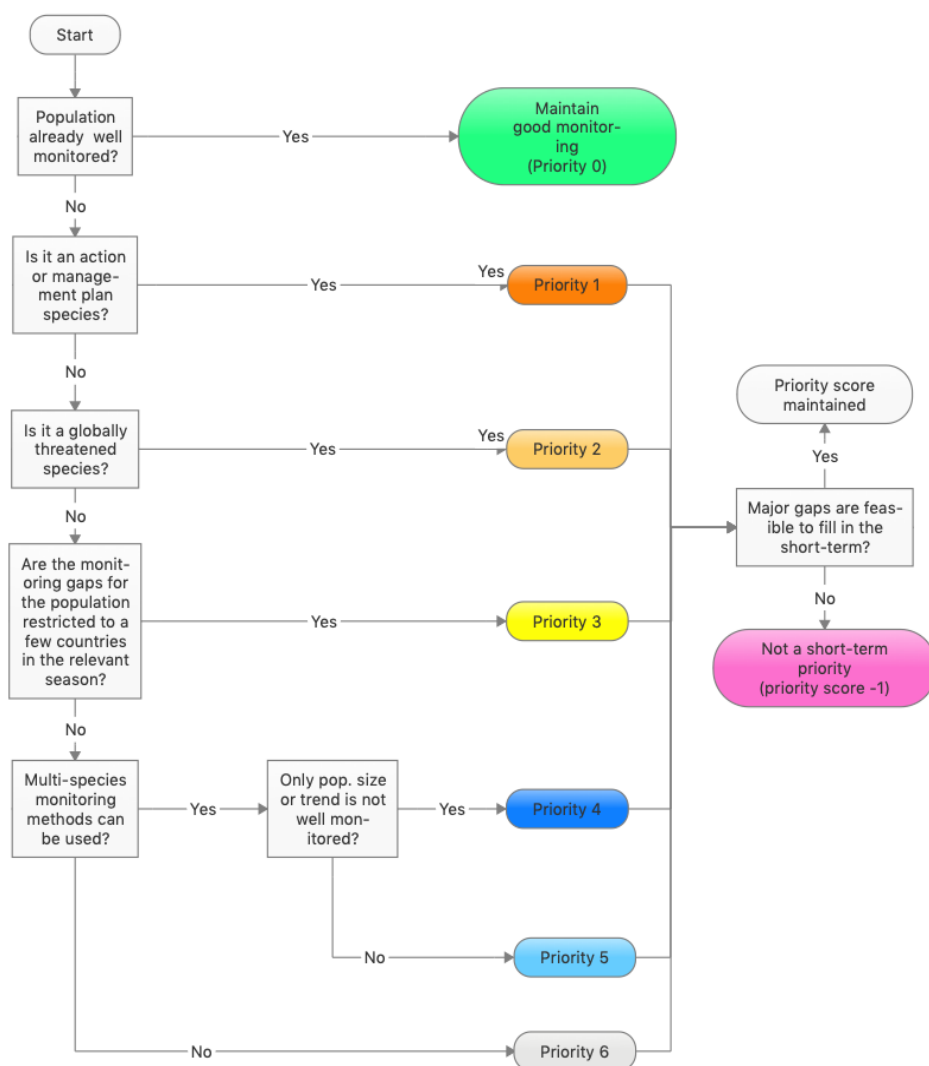 Start
Population
already well
monitored?
Yes
Maintain
good monitor-
ing
(Priority 0)
No
Is it an action
or manage-
ment plan
species?
Yes
Yes
Priority 1
No
Is it a globally
threatened
species?
Yes
Yes
Priority 2
No
Are the monit-
oring gaps for
the population
restricted to a
few countries
in the relevant
season?
Yes
Priority 3
No
Multi-species
monitoring
methods can
be used?
Yes
Only pop. size
or trend is not
well mon-
itored?
Yes
Priority 4
No
Priority 5
No
Priority 6
Priority score
maintained
Yes
Major gaps are feas-
ible to fill in the
short-term?
No
Not a short-term
priority
(priority score -1)